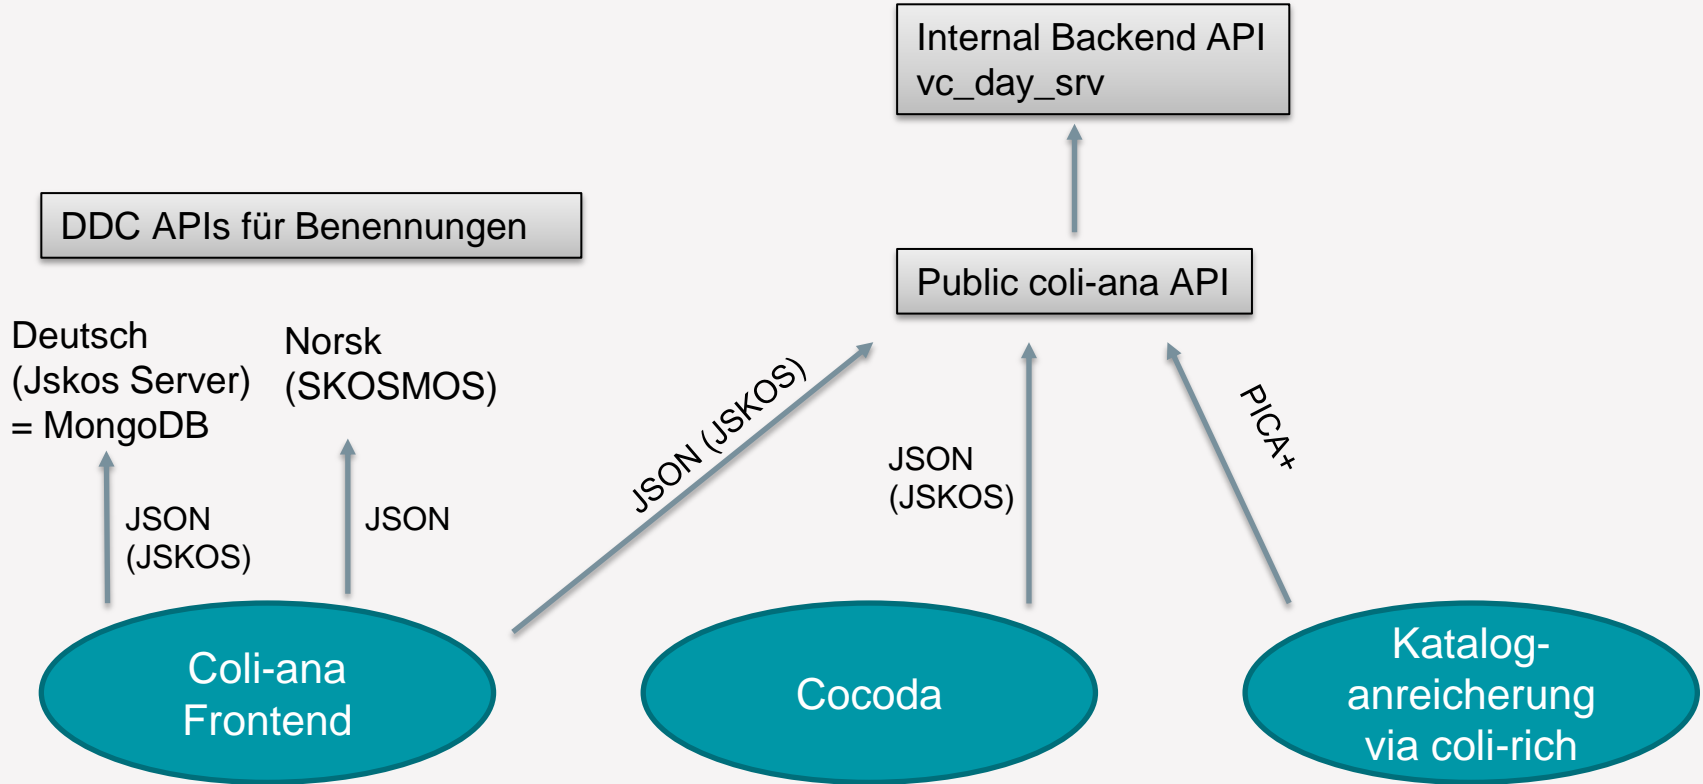 Internal Backend API
vc_day_srv
DDC APIs für Benennungen
Public coli-ana API
Deutsch
(Jskos Server)
= MongoDB
Norsk
(SKOSMOS)
JSON (JSKOS)
JSON
(JSKOS)
PICA+
JSON
(JSKOS)
JSON
Coli-ana
Frontend
Cocoda
Katalog-
anreicherung
via coli-rich